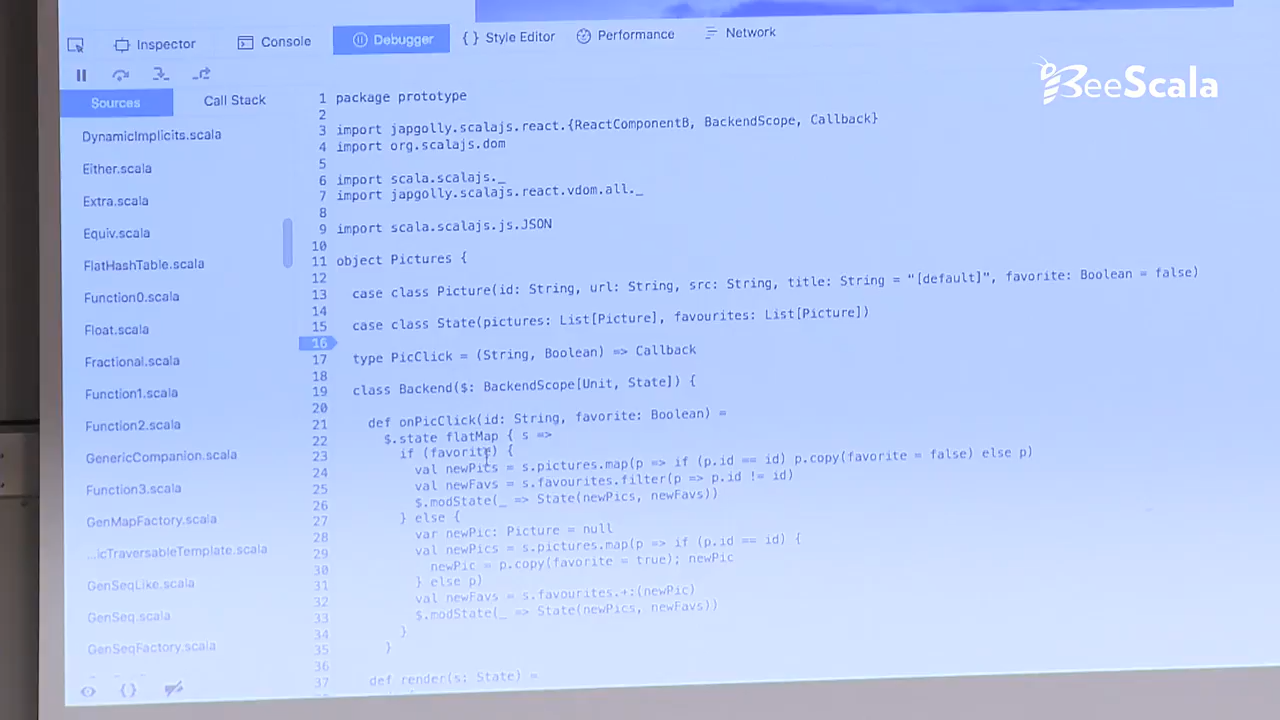 Inspector Console Debugger { } Style Editor Performance Network
BeeScala
Sources Call Stack
DynamicImplicits.scala
Either.scala
Extra.scala
Equiv.scala
FlatHashTable.scala
Function0.scala
Float.scala
Fractional.scala
Function1.scala
Function2.scala
GenericCompanion.scala
Function3.scala
GenMapFactory.scala
...icTraversableTemplate.scala
GenSeqLike.scala
GenSeq.scala
GenSeqFactory.scala
{ }
1 package prototype
2
3 import japgolly.scalajs.react.{ReactComponentB, BackendScope, Callback}
4 import org.scalajs.dom
5
6 import scala.scalajs._
7 import japgolly.scalajs.react.vdom.all._
8
9 import scala.scalajs.js.JSON
10
11 object Pictures {
12
13 case class Picture(id: String, url: String, src: String, title: String = "[default]", favorite: Boolean = false)
14
15 case class State(pictures: List[Picture], favourites: List[Picture])
16
17 type PicClick = (String, Boolean) => Callback
18
19 class Backend($: BackendScope[Unit, State]) {
20
21 def onPicClick(id: String, favorite: Boolean) =
22 $.state flatMap { s =>
23 if (favorite) {
24 val newPics = s.pictures.map(p => if (p.id == id) p.copy(favorite = false) else p)
25 val newFavs = s.favourites.filter(p => p.id != id)
26 $.modState(_ => State(newPics, newFavs))
27 } else {
28 var newPic: Picture = null
29 val newPics = s.pictures.map(p => if (p.id == id) {
30 newPic = p.copy(favorite = true); newPic
31 } else p)
32 val newFavs = s.favourites.+:(newPic)
33 $.modState(_ => State(newPics, newFavs))
34 }
35 }
36
37 def render(s: State) =